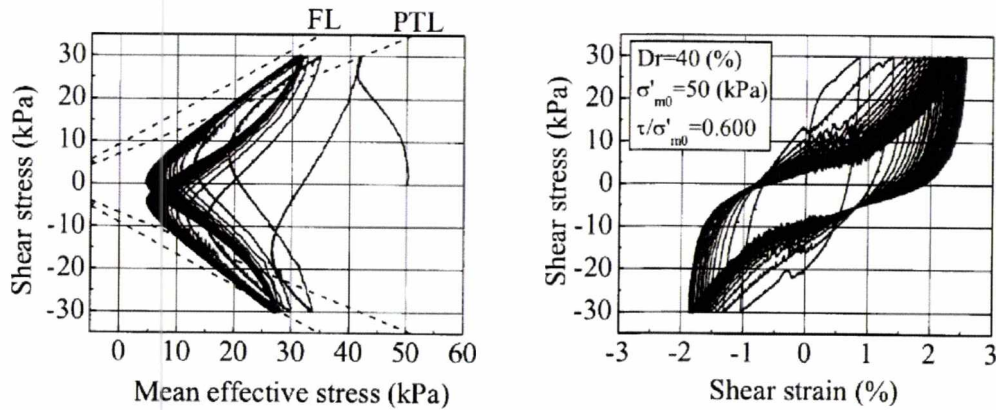 FL PTL
30
20
10
0
-10
-20
-30
Shear stress (kPa)
0 10 20 30 40 50 60
Mean effective stress (kPa)
30
20
10
0
-10
-20
-30
Shear stress (kPa)
Dr=40 (%)
σ'm0=50 (kPa)
τ/σ'm0=0.600
-3 -2 -1 0 1 2 3
Shear strain (%)